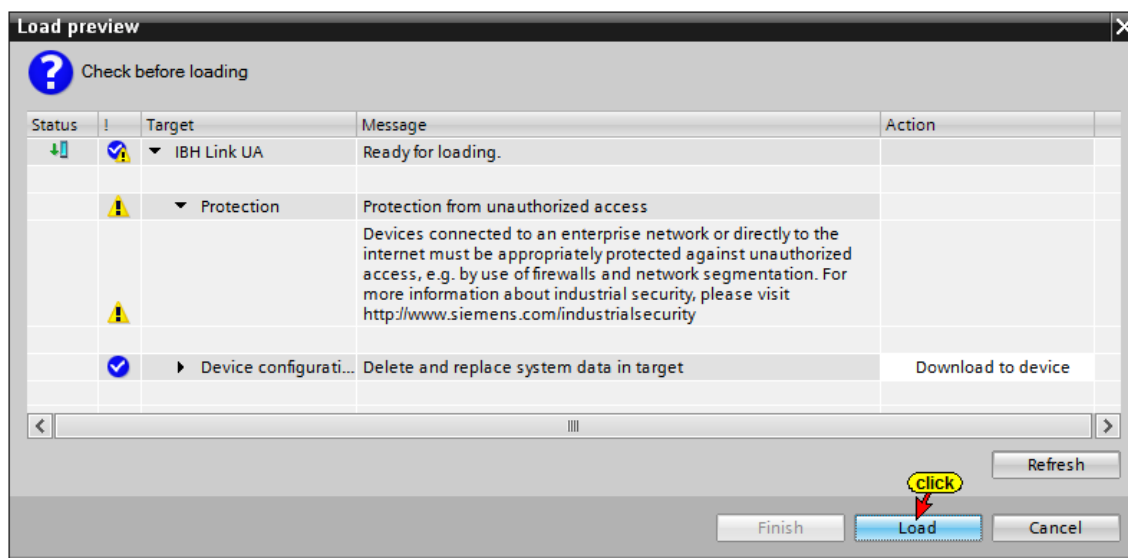 Load preview
Check before loading
Status ! Target Message Action
IBH Link UA Ready for loading.
Protection Protection from unauthorized access
Devices connected to an enterprise network or directly to the
internet must be appropriately protected against unauthorized
access, e.g. by use of firewalls and network segmentation. For
more information about industrial security, please visit
http://www.siemens.com/industrialsecurity
Device configurati... Delete and replace system data in target Download to device
Refresh
click
Finish Load Cancel